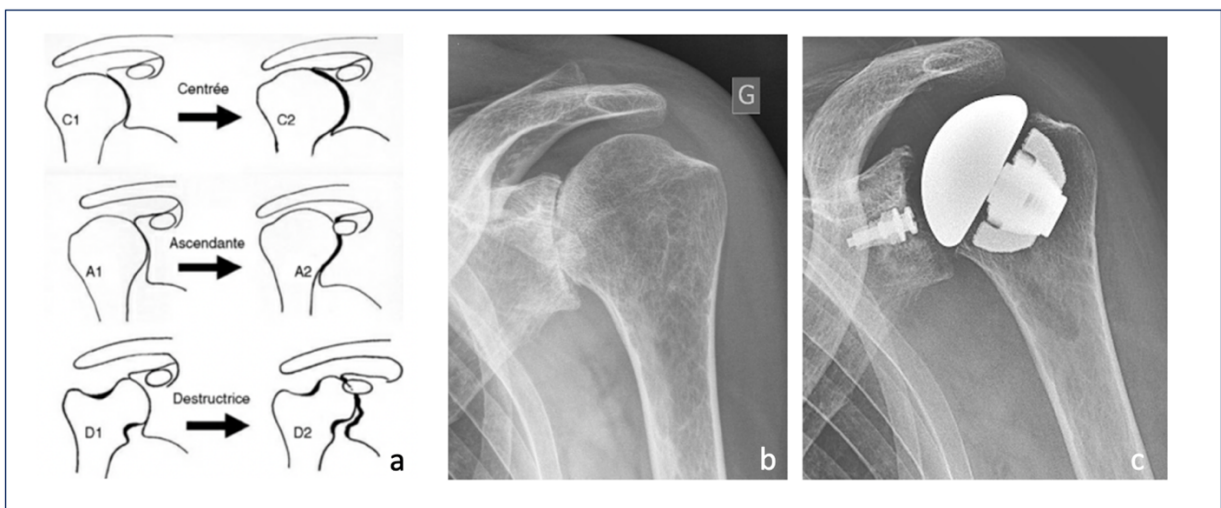 Centrée
C1
C2
Ascendante
A1
A2
Destructrice
D1
D2
a
G
b
c